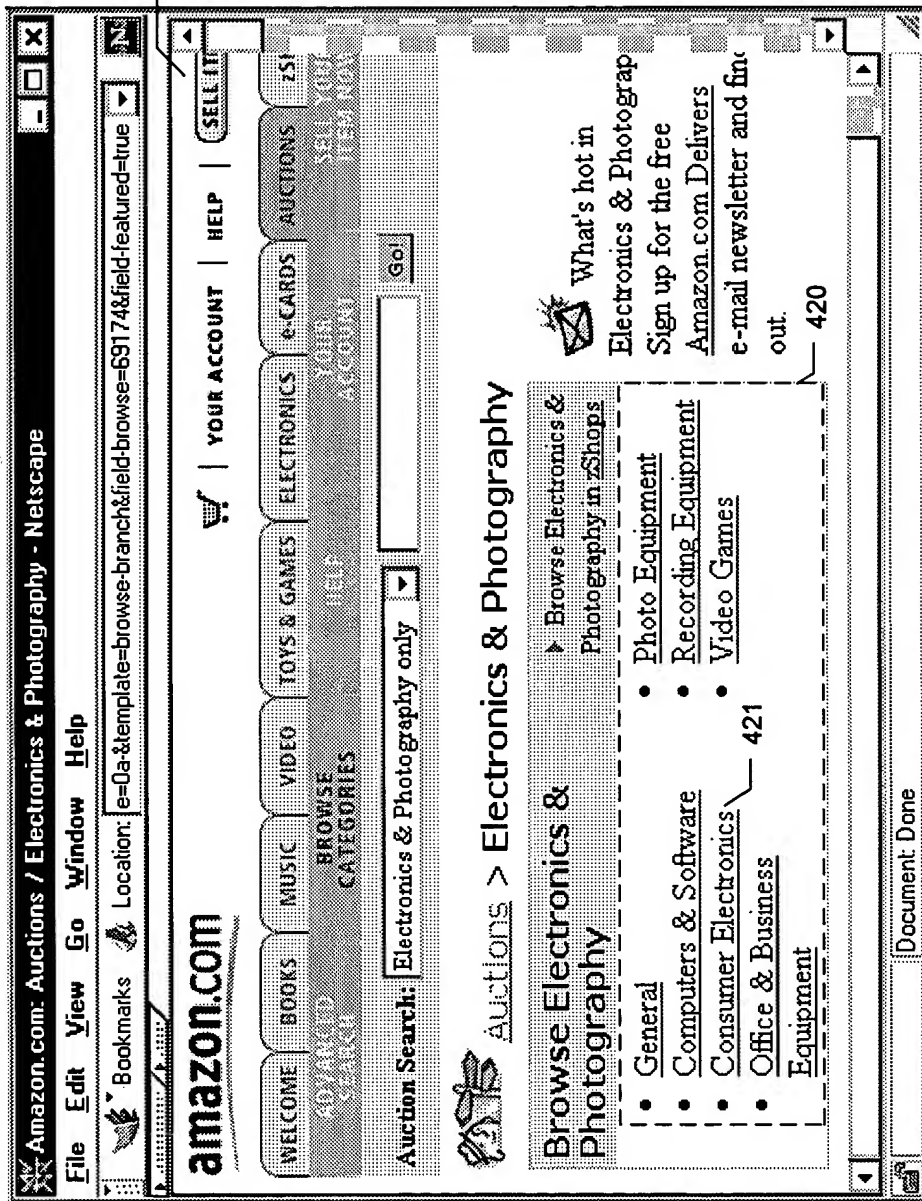 Amazon.com: Auctions / Electronics & Photography - Netscape
File Edit View Go Window Help
Bookmarks Location: e=0a-&template=browse-branch&field-browse=69174&field-featured=true
amazon.com
YOUR ACCOUNT | HELP | SELL IT
WELCOME BOOKS MUSIC VIDEO TOYS & GAMES ELECTRONICS e-CARDS AUCTIONS zS
ADVANCED SEARCH BROWSE CATEGORIES HELP YOUR ACCOUNT SELL YOUR ITEM NOW
Auction Search: Electronics & Photography only Go!
Auctions > Electronics & Photography
Browse Electronics &
Photography
Browse Electronics &
Photography in zShops
• General
• Computers & Software
• Consumer Electronics
• Office & Business
Equipment
• Photo Equipment
• Recording Equipment
• Video Games
421
420
What's hot in
Electronics & Photograp
Sign up for the free
Amazon.com Delivers
e-mail newsletter and find
out.
Document: Done